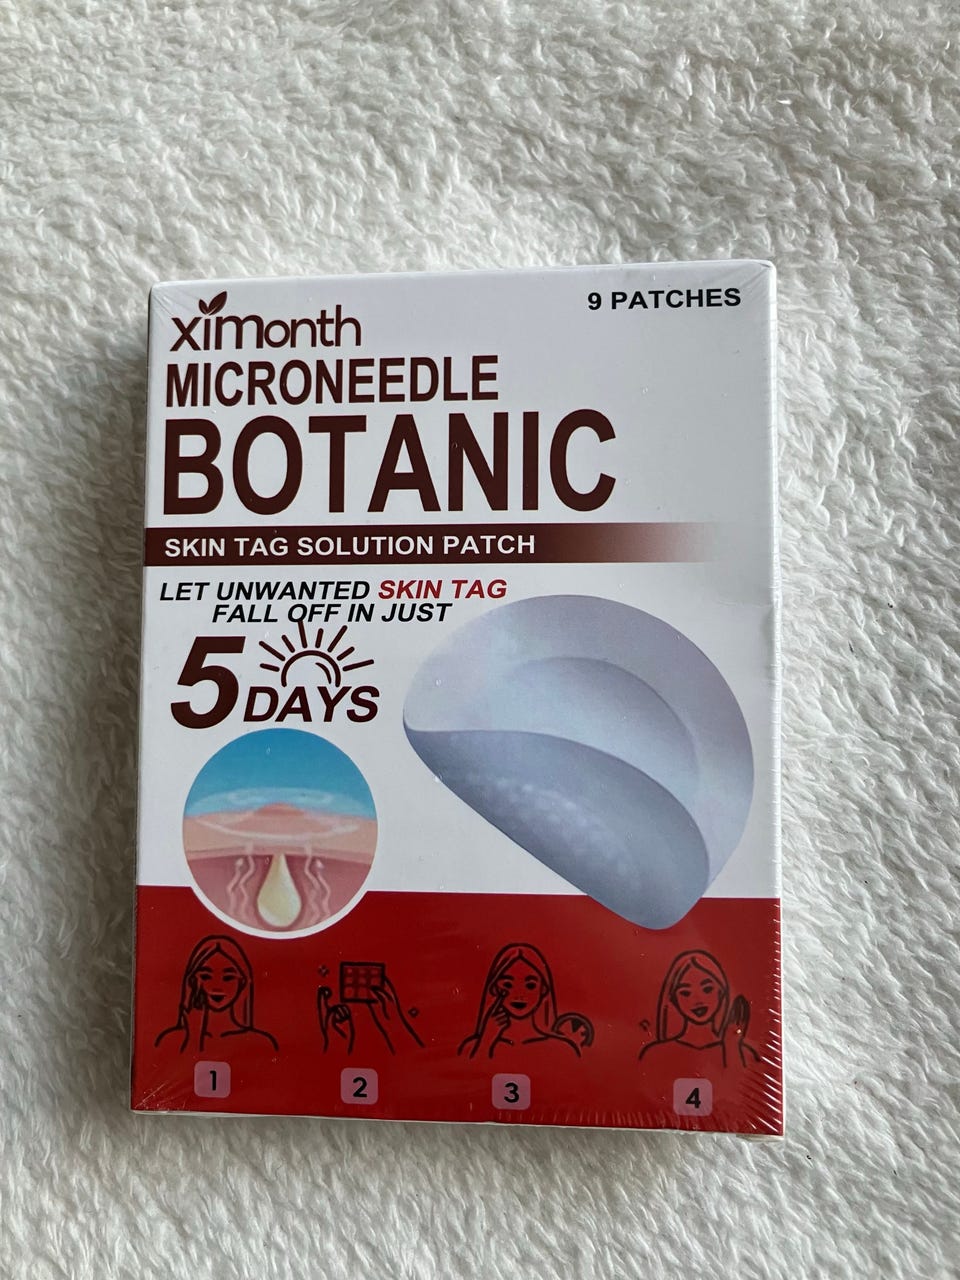 9 PATCHES
ximonth
MICRONEEDLE
BOTANIC
SKIN TAG SOLUTION PATCH
LET UNWANTED SKIN TAG
FALL OFF IN JUST
5 DAYS
1 2 3 4